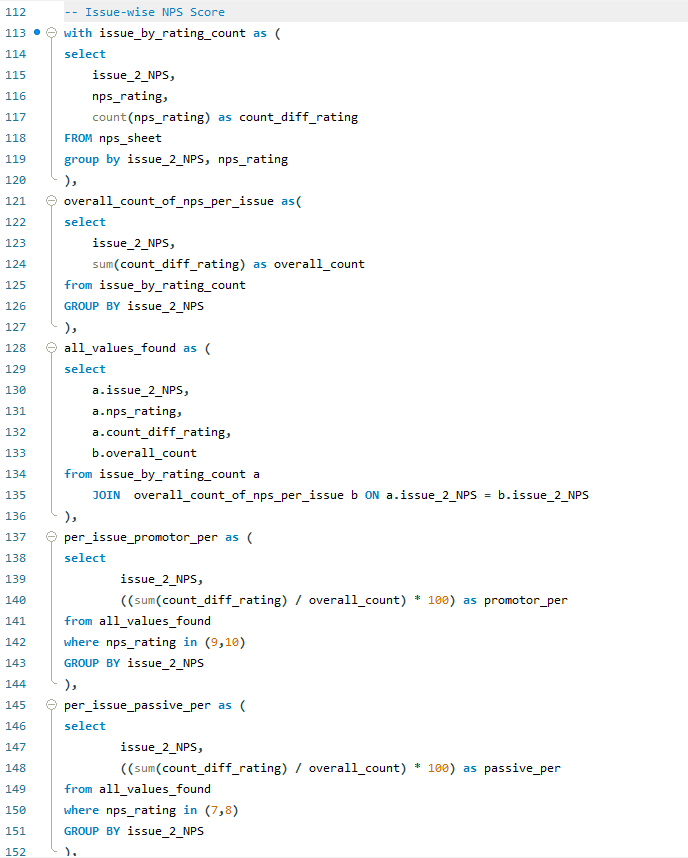 112 -- Issue-wise NPS Score
113 with issue_by_rating_count as (
114 select
115 issue_2_NPS,
116 nps_rating,
117 count(nps_rating) as count_diff_rating
118 FROM nps_sheet
119 group by issue_2_NPS, nps_rating
120 ),
121 overall_count_of_nps_per_issue as(
122 select
123 issue_2_NPS,
124 sum(count_diff_rating) as overall_count
125 from issue_by_rating_count
126 GROUP BY issue_2_NPS
127 ),
128 all_values_found as (
129 select
130 a.issue_2_NPS,
131 a.nps_rating,
132 a.count_diff_rating,
133 b.overall_count
134 from issue_by_rating_count a
135 JOIN  overall_count_of_nps_per_issue b ON a.issue_2_NPS = b.issue_2_NPS
136 ),
137 per_issue_promotor_per as (
138 select
139 issue_2_NPS,
140 ((sum(count_diff_rating) / overall_count) * 100) as promotor_per
141 from all_values_found
142 where nps_rating in (9,10)
143 GROUP BY issue_2_NPS
144 ),
145 per_issue_passive_per as (
146 select
147 issue_2_NPS,
148 ((sum(count_diff_rating) / overall_count) * 100) as passive_per
149 from all_values_found
150 where nps_rating in (7,8)
151 GROUP BY issue_2_NPS
152 ),